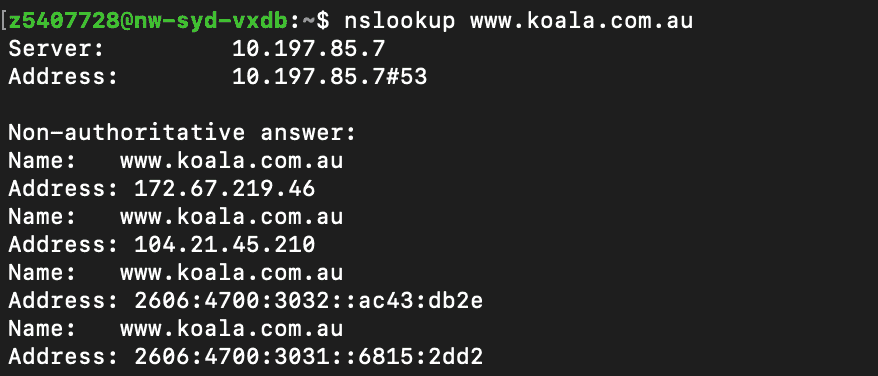 [z5407728@nw-syd-vxdb:~$ nslookup www.koala.com.au
Server:         10.197.85.7
Address:        10.197.85.7#53

Non-authoritative answer:
Name:   www.koala.com.au
Address: 172.67.219.46
Name:   www.koala.com.au
Address: 104.21.45.210
Name:   www.koala.com.au
Address: 2606:4700:3032::ac43:db2e
Name:   www.koala.com.au
Address: 2606:4700:3031::6815:2dd2